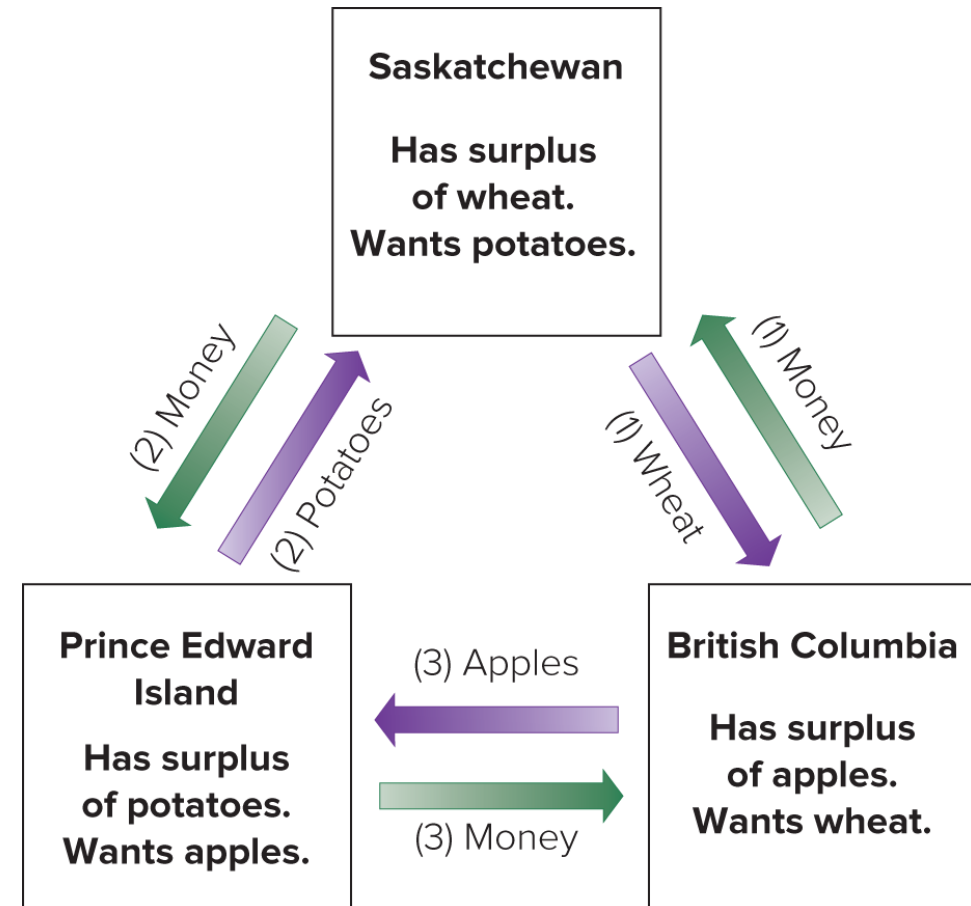 Saskatchewan
Has surplus
of wheat.
Wants potatoes.
(2) Money
(2) Potatoes
(1) Wheat
(1) Money
Prince Edward
Island
Has surplus
of potatoes.
Wants apples.
(3) Apples
(3) Money
British Columbia
Has surplus
of apples.
Wants wheat.